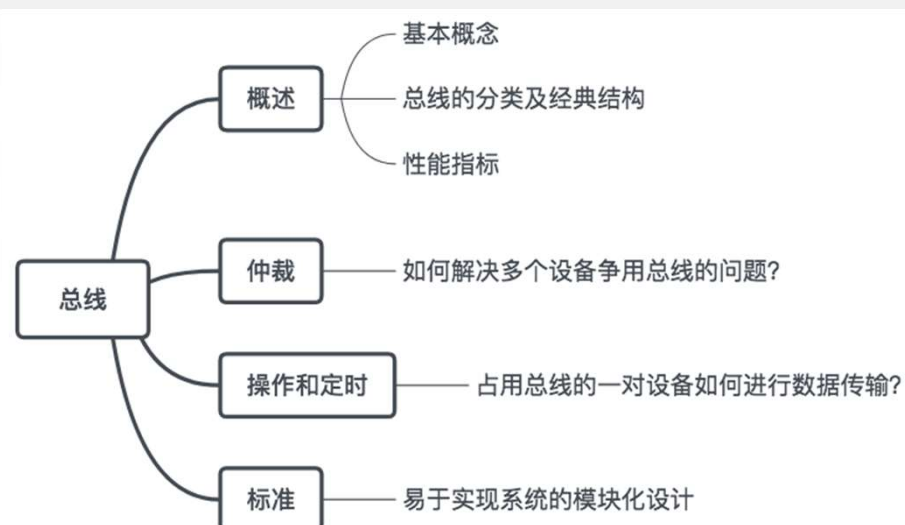 基本概念
概述
总线的分类及经典结构
性能指标
仲裁
如何解决多个设备争用总线的问题?
总线
操作和定时
占用总线的一对设备如何进行数据传输?
标准
易于实现系统的模块化设计